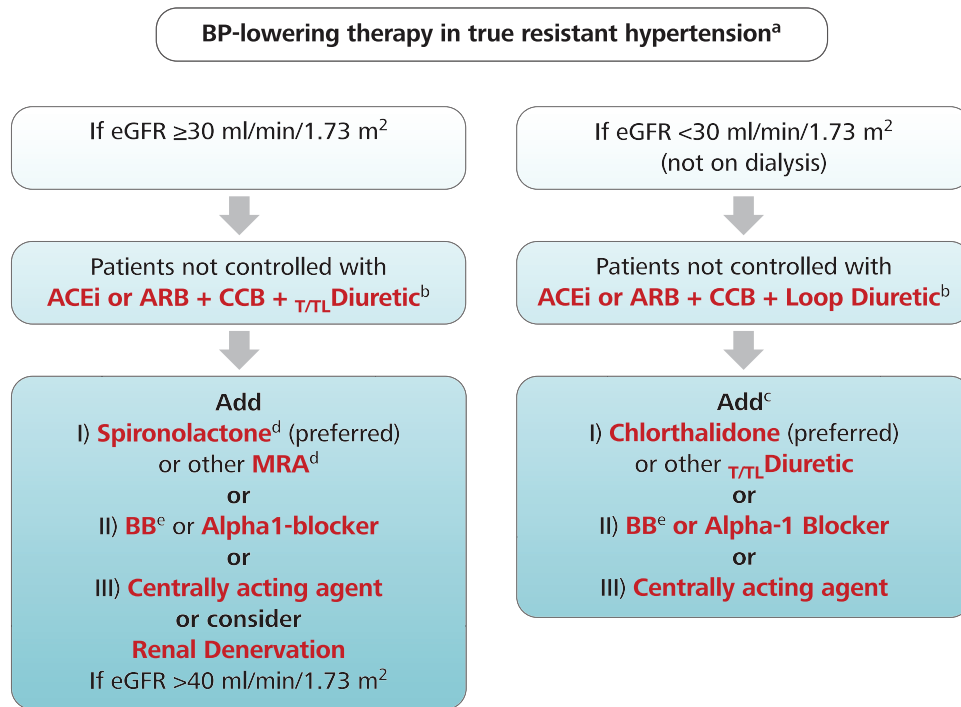 BP-lowering therapy in true resistant hypertensionᵃ
If eGFR ≥30 ml/min/1.73 m²
Patients not controlled with
ACEi or ARB + CCB + T/TLDiureticᵇ
Add
I) Spironolactoneᵈ (preferred)
or other MRAᵈ
or
II) BBᵉ or Alpha1-blocker
or
III) Centrally acting agent
or consider
Renal Denervation
If eGFR >40 ml/min/1.73 m²
If eGFR <30 ml/min/1.73 m²
(not on dialysis)
Patients not controlled with
ACEi or ARB + CCB + Loop Diureticᵇ
Addᶜ
I) Chlorthalidone (preferred)
or other T/TLDiuretic
or
II) BBᵉ or Alpha-1 Blocker
or
III) Centrally acting agent